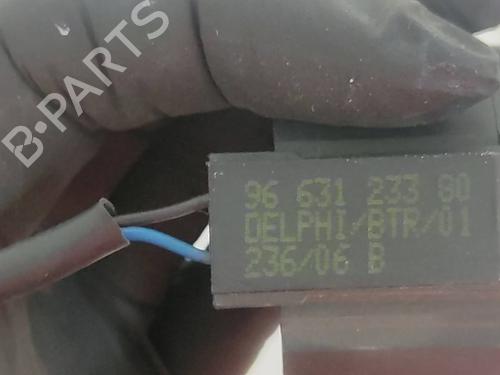 B-PARTS
96 631 233 80
DELPHI/BTR/01
236/06 B